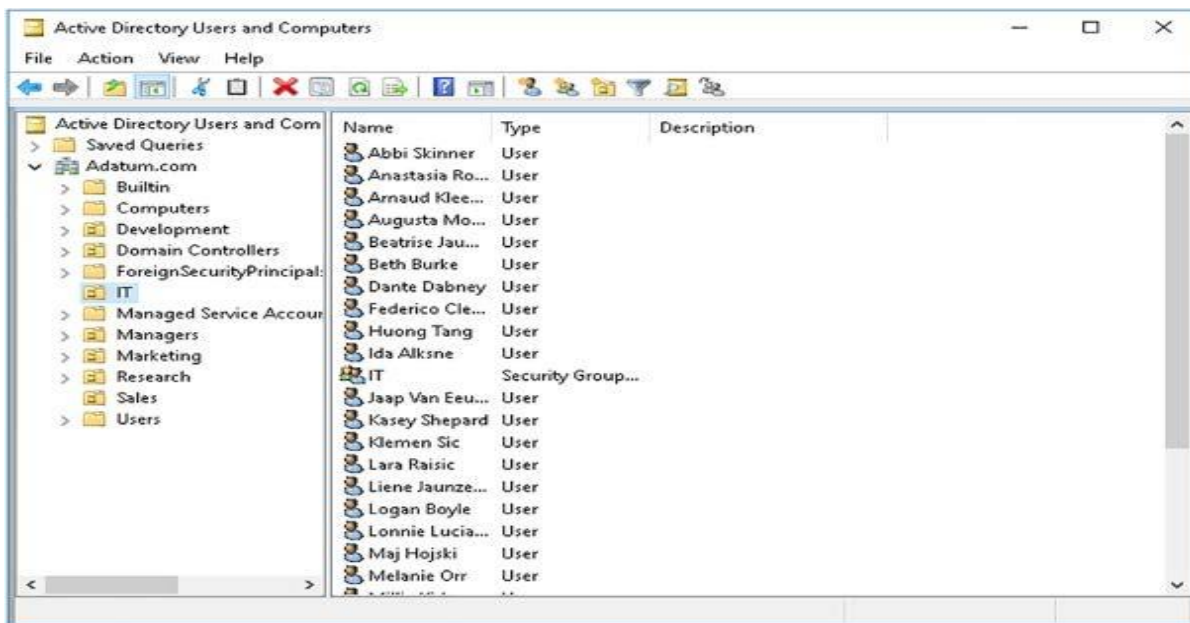 Active Directory Users and Computers
File Action View Help
Active Directory Users and Com
Saved Queries
Adatum.com
Builtin
Computers
Development
Domain Controllers
ForeignSecurityPrincipal:
IT
Managed Service Accour
Managers
Marketing
Research
Sales
Users
Name Type Description
Abbi Skinner User
Anastasia Ro... User
Arnaud Klee... User
Augusta Mo... User
Beatrise Jau... User
Beth Burke User
Dante Dabney User
Federico Cle... User
Huong Tang User
Ida Alksne User
IT Security Group...
Jaap Van Eeu... User
Kasey Shepard User
Klemen Sic User
Lara Raisic User
Liene Jaunze... User
Logan Boyle User
Lonnie Lucia... User
Maj Hojski User
Melanie Orr User